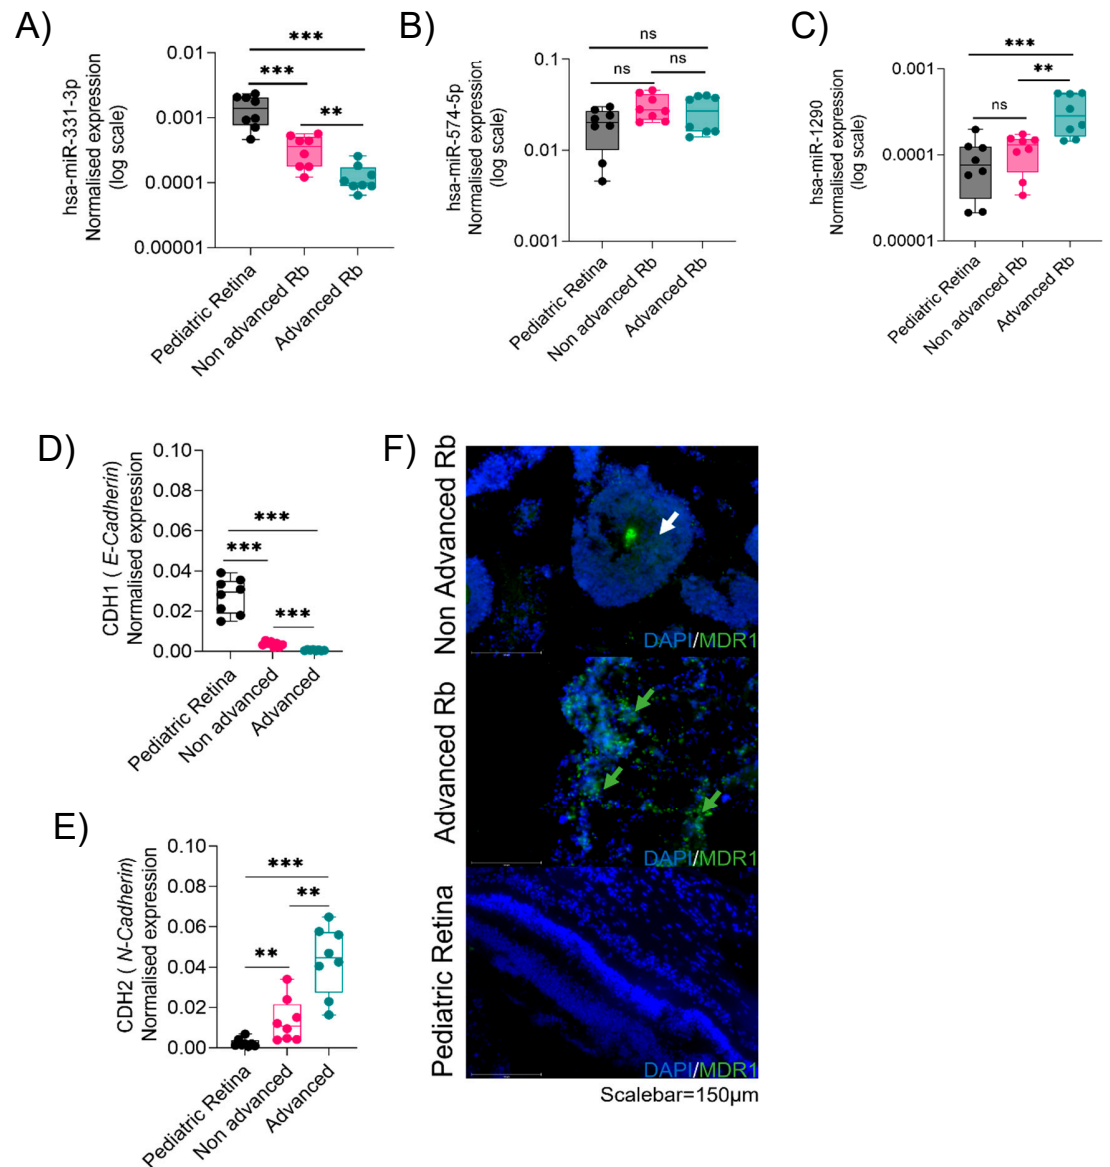 A)
hsa-miR-331-3p
Normalised expression
(log scale)
0.01
0.001
0.0001
0.00001
***
***
**
Pediatric Retina
Non advanced Rb
Advanced Rb
B)
hsa-miR-574-5p
Normalised expression
(log scale)
0.1
0.01
0.001
ns
ns
ns
Pediatric Retina
Non advanced Rb
Advanced Rb
C)
hsa-miR-1290
Normalised expression
(log scale)
0.001
0.0001
0.00001
***
**
ns
Pediatric Retina
Non advanced Rb
Advanced Rb
D)
CDH1 ( E-Cadherin)
Normalised expression
0.10
0.08
0.06
0.04
0.02
0.00
***
***
***
Pediatric Retina
Non advanced
Advanced
E)
CDH2 ( N-Cadherin)
Normalised expression
0.10
0.08
0.06
0.04
0.02
0.00
***
**
**
Pediatric Retina
Non advanced
Advanced
F)
Non Advanced Rb
DAPI/MDR1
Advanced Rb
DAPI/MDR1
Pediatric Retina
DAPI/MDR1
Scalebar=150µm